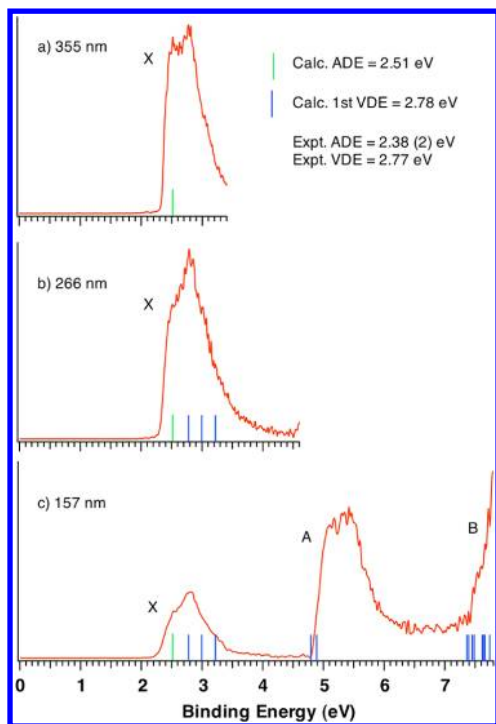 a) 355 nm
X
Calc. ADE = 2.51 eV
Calc. 1st VDE = 2.78 eV
Expt. ADE = 2.38 (2) eV
Expt. VDE = 2.77 eV
b) 266 nm
X
c) 157 nm
A
B
X
0 1 2 3 4 5 6 7
Binding Energy (eV)